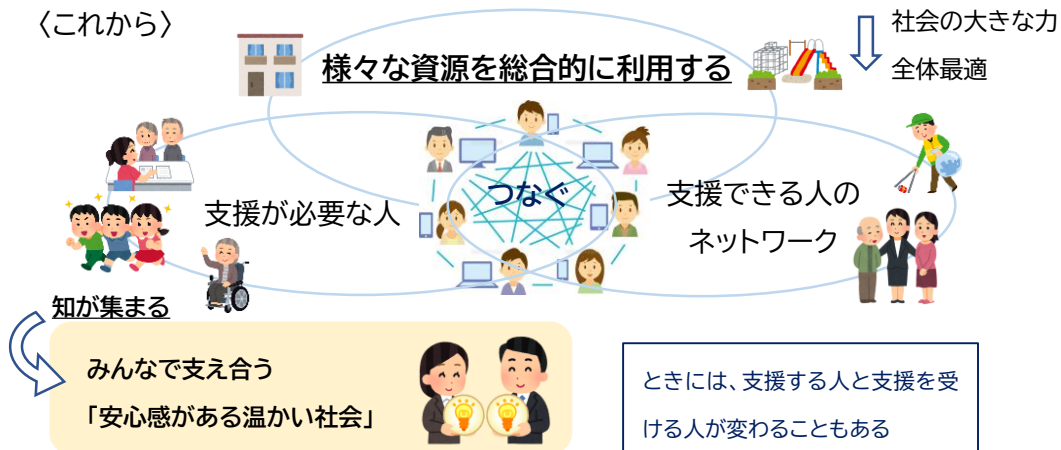 〈これから〉
社会の大きな力
全体最適
様々な資源を総合的に利用する
つなぐ
支援が必要な人
支援できる人の
ネットワーク
知が集まる
みんなで支え合う
「安心感がある温かい社会」
ときには、支援する人と支援を受
ける人が変わることもある